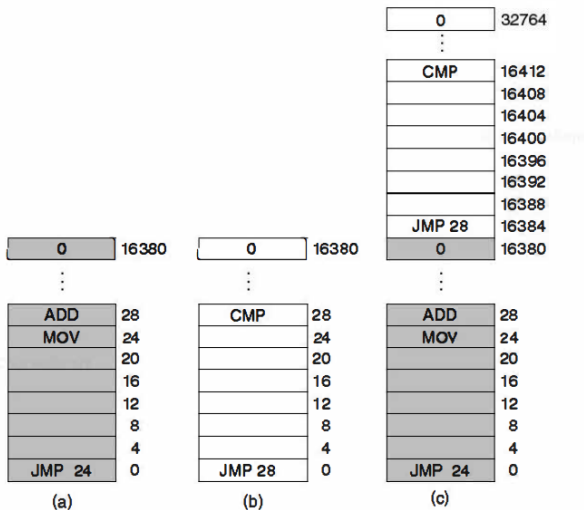 0 32764
⋮
CMP 16412
16408
16404
16400
16396
16392
16388
JMP 28 16384
0 16380 0 16380 0 16380
⋮ ⋮ ⋮
ADD 28 CMP 28 ADD 28
MOV 24 24 MOV 24
20 20 20
16 16 16
12 12 12
8 8 8
4 4 4
JMP 24 0 JMP 28 0 JMP 24 0
(a) (b) (c)